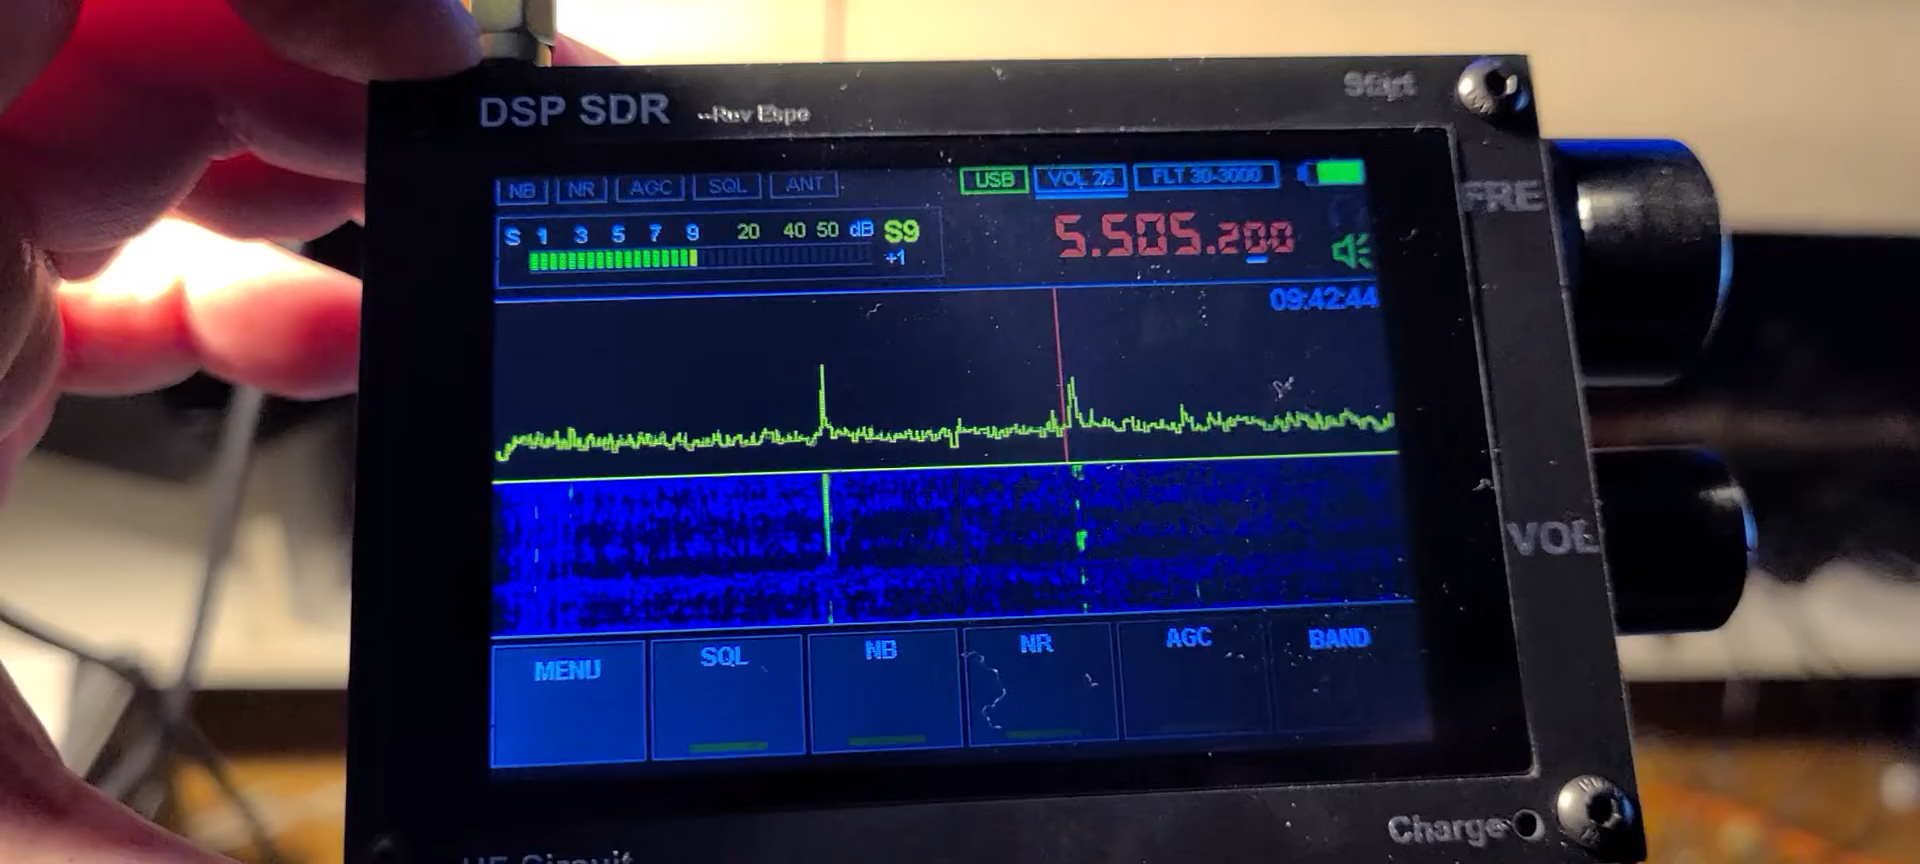 Start
DSP SDR --Rev Espe
NB NR AGC SQL ANT USB VOL 26 FLT 30-3000
FRE
S 1 3 5 7 9 20 40 50 dB S9
+1
5.505.200
09:42:44
VOL
MENU SQL NB NR AGC BAND
Charge
HF Circuit